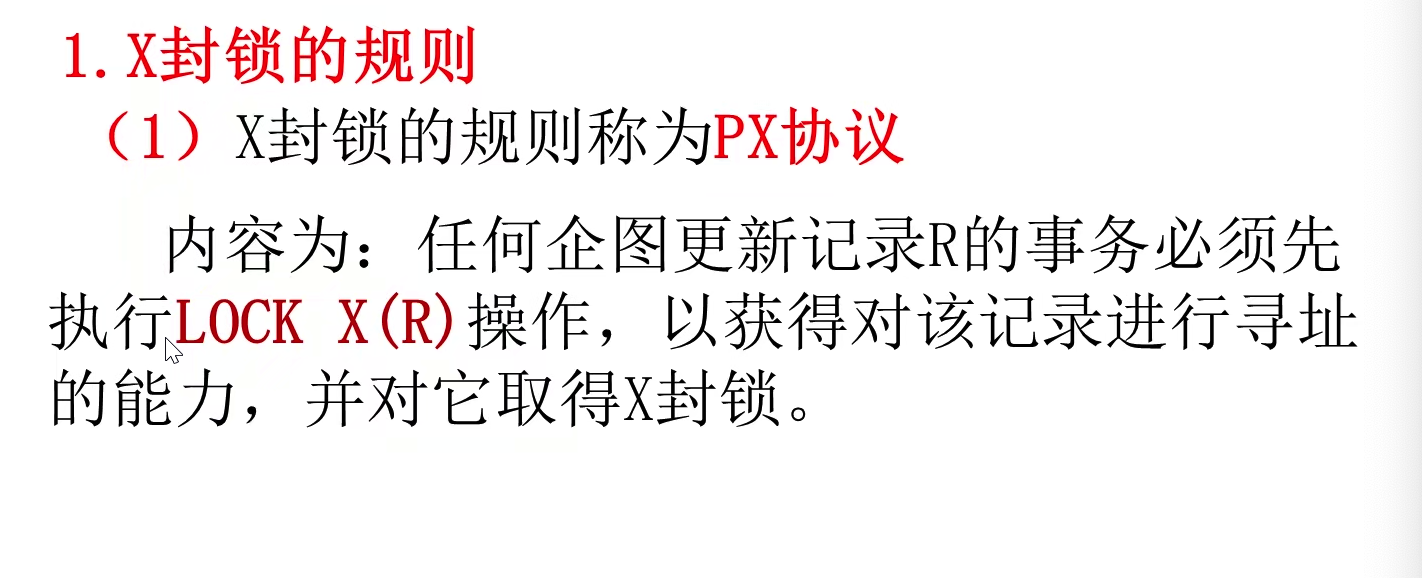 1.X封锁的规则
（1）X封锁的规则称为PX协议
内容为：任何企图更新记录R的事务必须先
执行LOCK X(R)操作，以获得对该记录进行寻址
的能力，并对它取得X封锁。